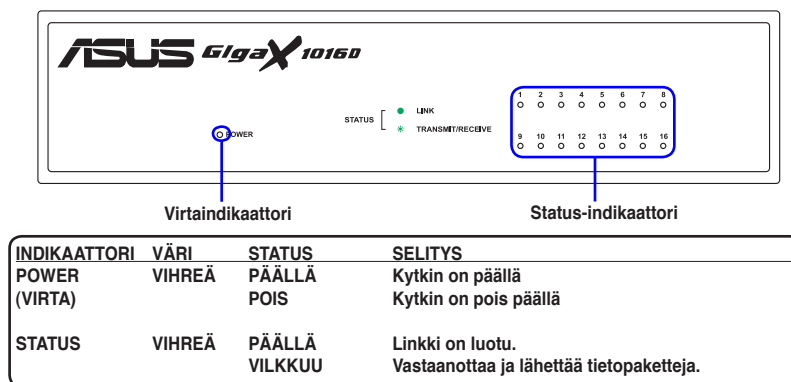 ASUS GigaX 1016D
1 2 3 4 5 6 7 8
LINK
STATUS
TRANSMIT/RECEIVE
POWER
9 10 11 12 13 14 15 16
Virtaindikaattori Status-indikaattori
INDIKAATTORI VÄRI STATUS SELITYS
POWER VIHREÄ PÄÄLLÄ Kytkin on päällä
(VIRTA) POIS Kytkin on pois päällä
STATUS VIHREÄ PÄÄLLÄ Linkki on luotu.
VILKKUU Vastaanottaa ja lähettää tietopaketteja.